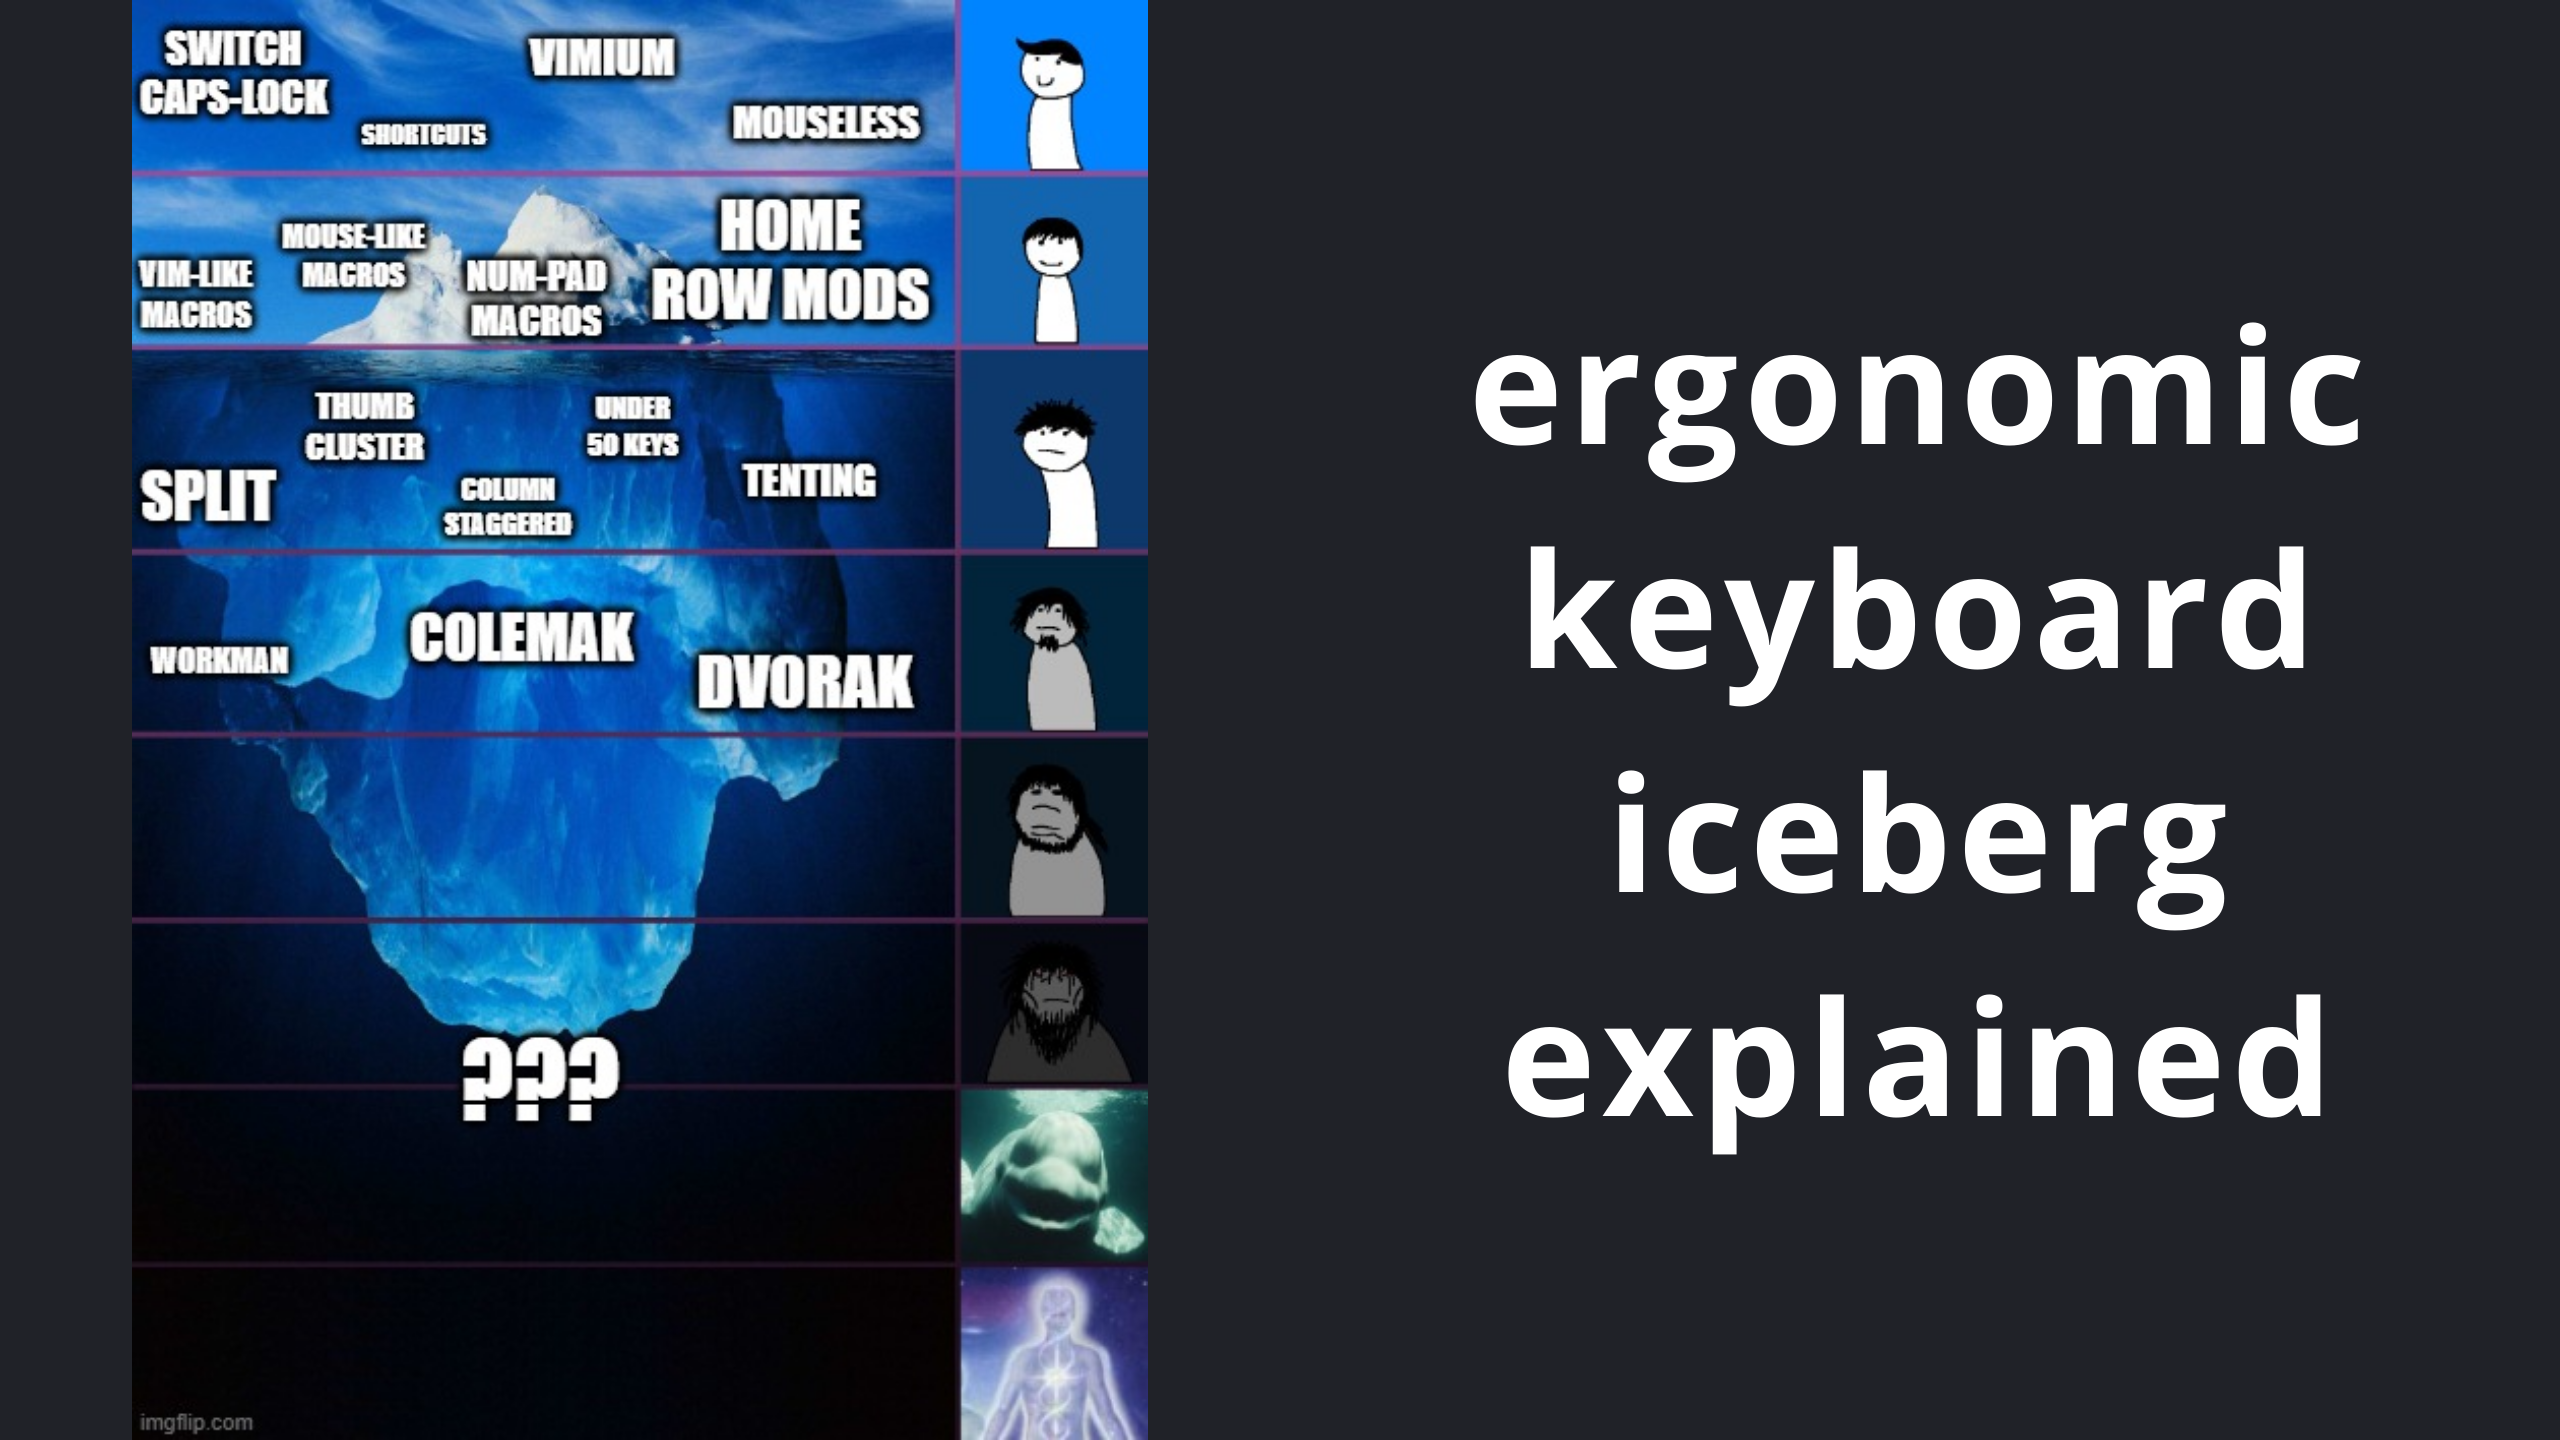 SWITCH
CAPS-LOCK
VIMIUM
SHORTCUTS
MOUSELESS
HOME
ROW MODS
MOUSE-LIKE
MACROS
VIM-LIKE
MACROS
NUM-PAD
MACROS
THUMB
CLUSTER
UNDER
50 KEYS
SPLIT
COLUMN
STAGGERED
TENTING
WORKMAN
COLEMAK
DVORAK
???
imgflip.com
ergonomic
keyboard
iceberg
explained